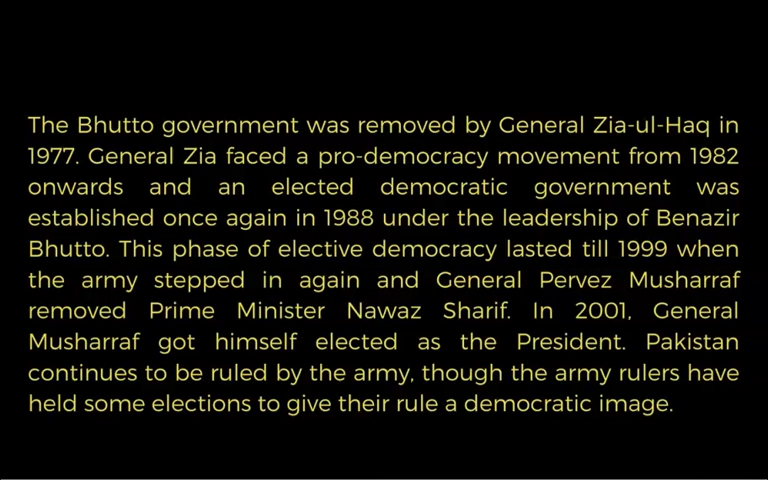 The Bhutto government was removed by General Zia-ul-Haq in
1977. General Zia faced a pro-democracy movement from 1982
onwards and an elected democratic government was
established once again in 1988 under the leadership of Benazir
Bhutto. This phase of elective democracy lasted till 1999 when
the army stepped in again and General Pervez Musharraf
removed Prime Minister Nawaz Sharif. In 2001, General
Musharraf got himself elected as the President. Pakistan
continues to be ruled by the army, though the army rulers have
held some elections to give their rule a democratic image.